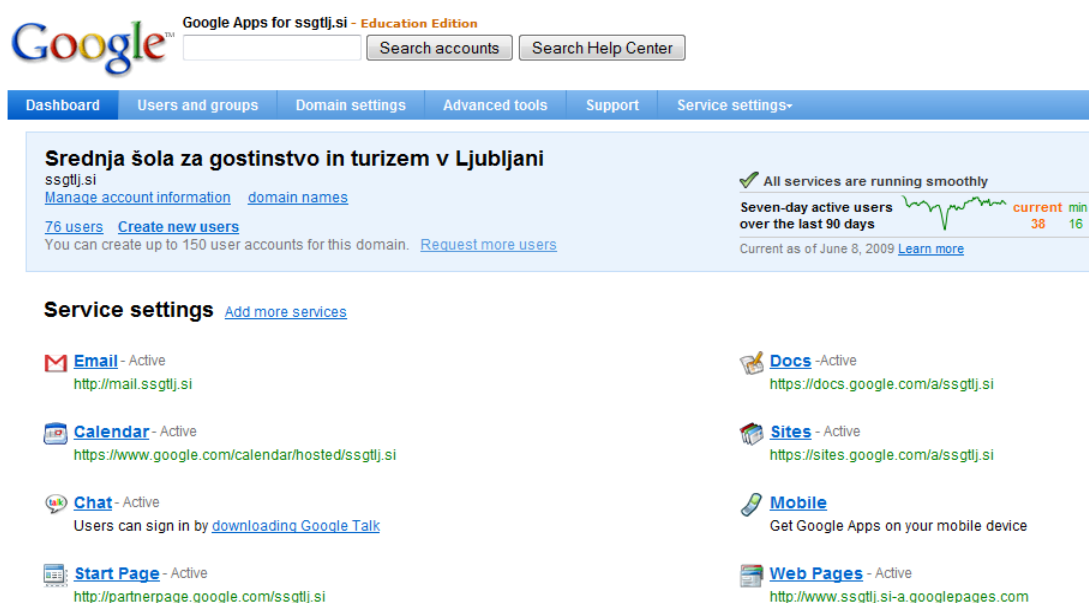 Google™
Google Apps for ssgtlj.si - Education Edition
Search accounts Search Help Center
Dashboard Users and groups Domain settings Advanced tools Support Service settings
Srednja šola za gostinstvo in turizem v Ljubljani
ssgtlj.si
Manage account information domain names
76 users Create new users
You can create up to 150 user accounts for this domain. Request more users
All services are running smoothly
Seven-day active users current min
over the last 90 days 38 16
Current as of June 8, 2009 Learn more
Service settings Add more services
Email - Active
http://mail.ssgtlj.si
Docs -Active
https://docs.google.com/a/ssgtlj.si
Calendar - Active
https://www.google.com/calendar/hosted/ssgtlj.si
Sites - Active
https://sites.google.com/a/ssgtlj.si
Chat - Active
Users can sign in by downloading Google Talk
Mobile
Get Google Apps on your mobile device
Start Page - Active
http://partnerpage.google.com/ssgtlj.si
Web Pages - Active
http://www.ssgtlj.si-a.googlepages.com
talk